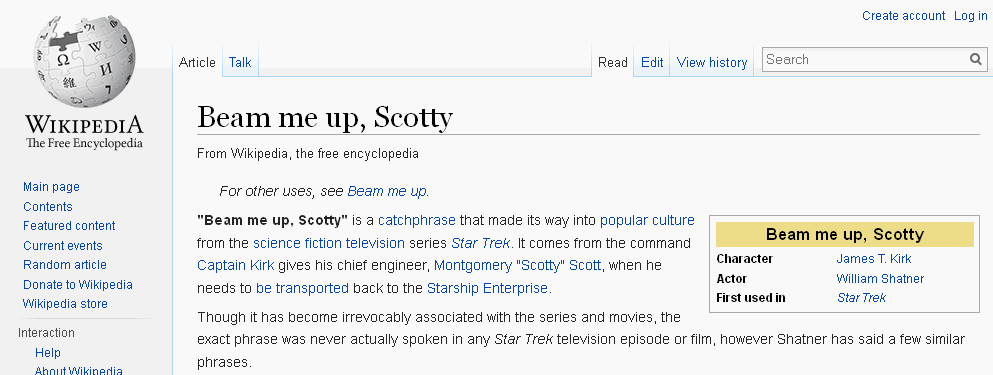 Create account Log in
Article Talk Read Edit View history Search
WIKIPEDIA
The Free Encyclopedia
Main page
Contents
Featured content
Current events
Random article
Donate to Wikipedia
Wikipedia store
Interaction
Help
About Wikipedia
Beam me up, Scotty
From Wikipedia, the free encyclopedia
For other uses, see Beam me up.
"Beam me up, Scotty" is a catchphrase that made its way into popular culture
from the science fiction television series Star Trek. It comes from the command
Captain Kirk gives his chief engineer, Montgomery "Scotty" Scott, when he
needs to be transported back to the Starship Enterprise.
Though it has become irrevocably associated with the series and movies, the
exact phrase was never actually spoken in any Star Trek television episode or film, however Shatner has said a few similar
phrases.
Beam me up, Scotty
Character James T. Kirk
Actor William Shatner
First used in Star Trek